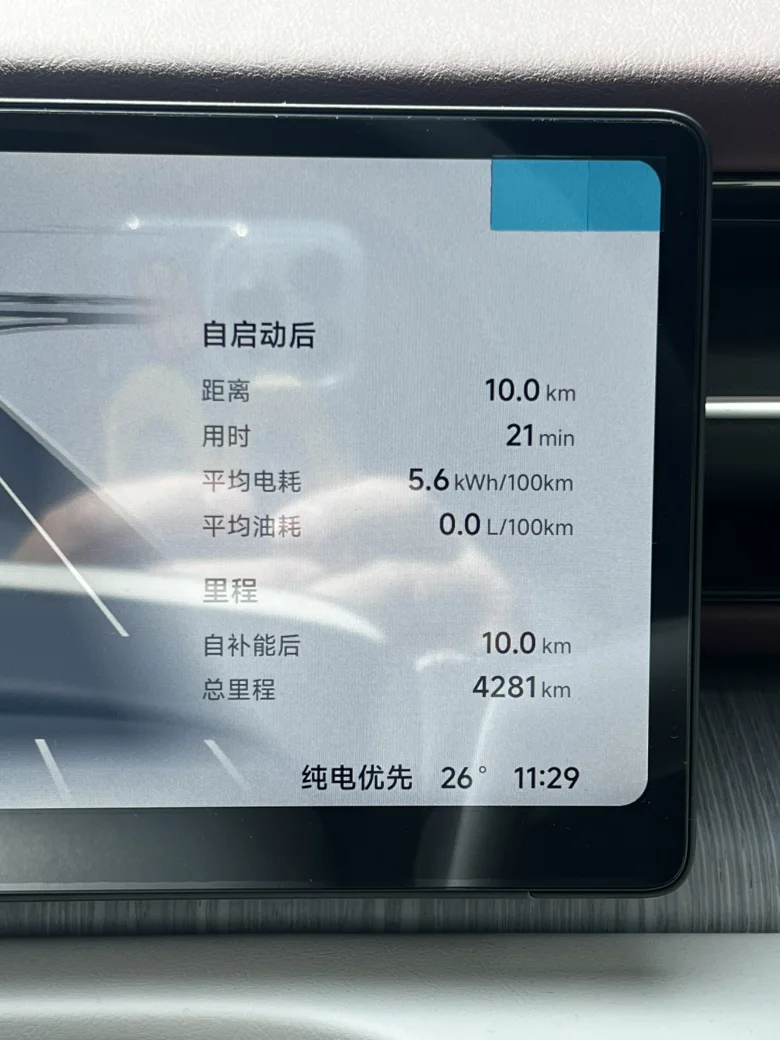 自启动后
距离 10.0 km
用时 21 min
平均电耗 5.6 kWh/100km
平均油耗 0.0 L/100km
里程
自补能后 10.0 km
总里程 4281 km
纯电优先 26° 11:29